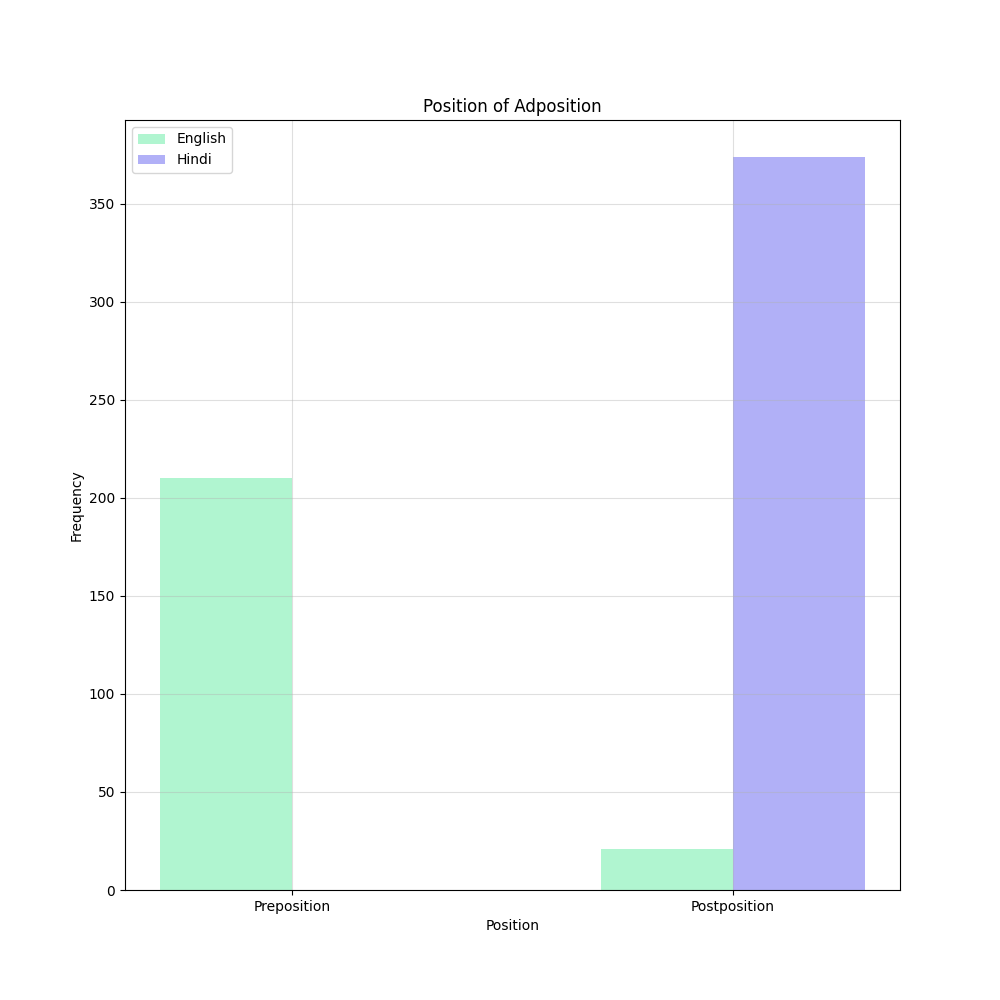 Position of Adposition
English
Hindi
350
300
250
200
150
100
50
0
Frequency
Preposition
Postposition
Position